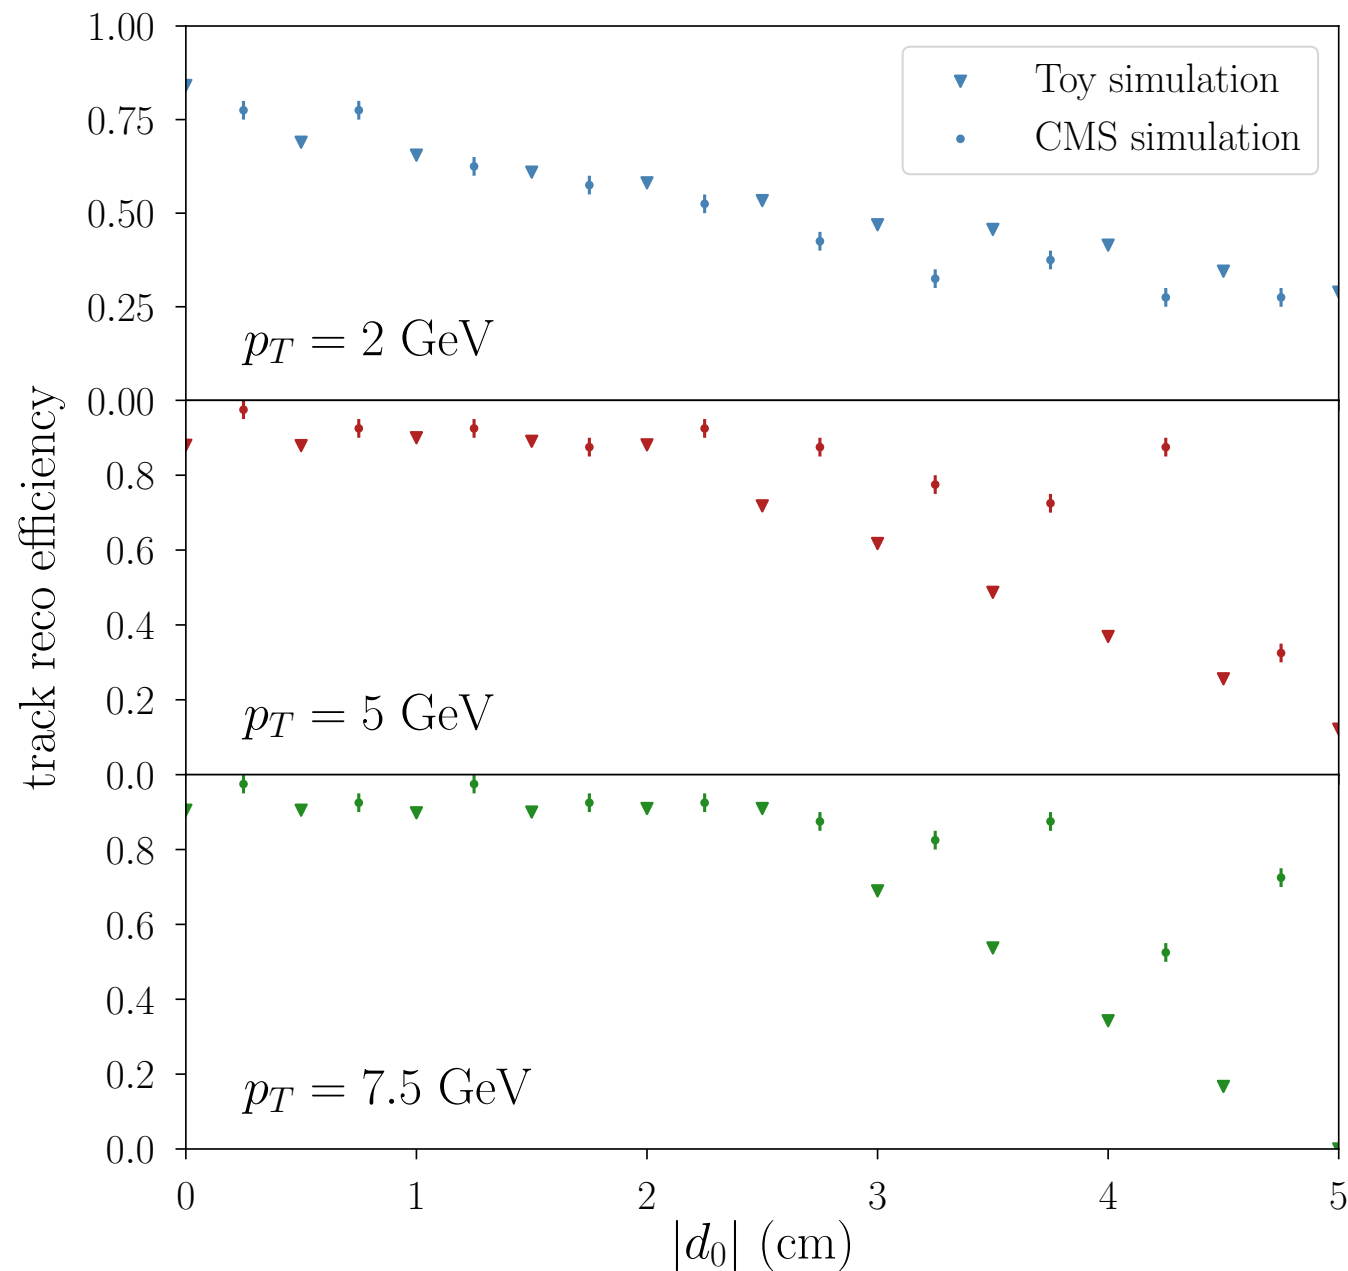 1.00
Toy simulation
0.75
CMS simulation
0.50
0.25
p_T = 2 GeV
0.00
track reco efficiency
0.8
0.6
0.4
0.2
p_T = 5 GeV
0.0
0.8
0.6
0.4
0.2
p_T = 7.5 GeV
0.0
0 1 2 3 4 5
|d_0| (cm)